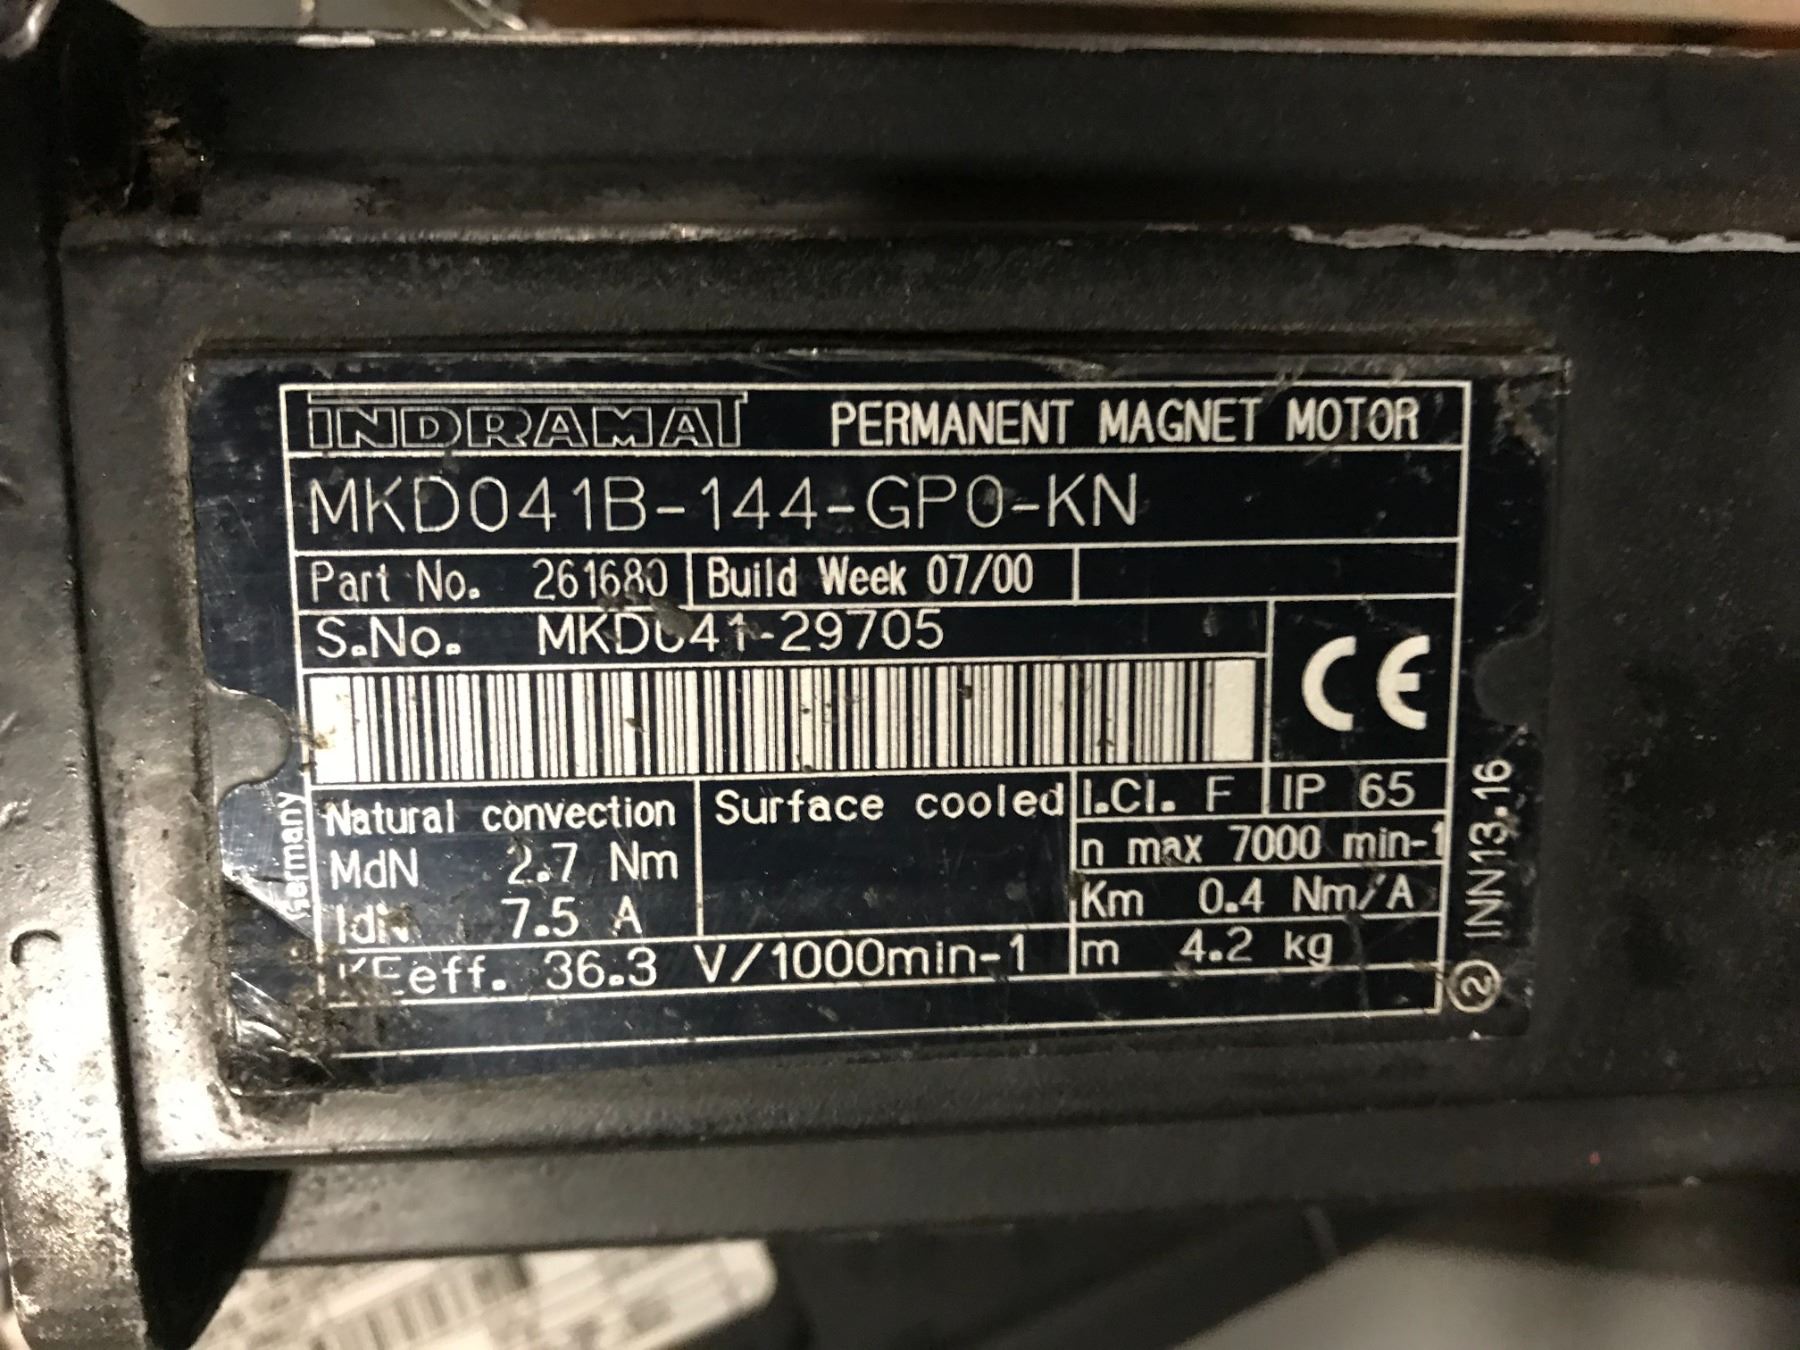 INDRAMAT PERMANENT MAGNET MOTOR
MKD041B-144-GP0-KN
Part No. 261680 Build Week 07/00
S.No. MKD041-29705
CE
Natural convection Surface cooled I.Cl. F IP 65
MdN 2.7 Nm n max 7000 min-1
IdN 7.5 A Km 0.4 Nm/A
KEeff. 36.3 V/1000min-1 m 4.2 kg
Germany
2 INN13.16